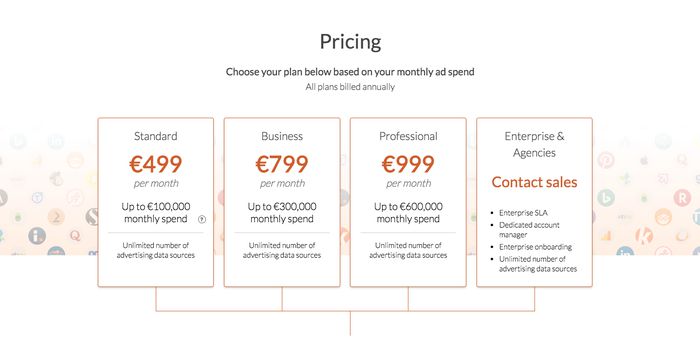 Pricing
Choose your plan below based on your monthly ad spend
All plans billed annually
Standard
€499
per month
Up to €100,000
monthly spend
?
Unlimited number of
advertising data sources
Business
€799
per month
Up to €300,000
monthly spend
Unlimited number of
advertising data sources
Professional
€999
per month
Up to €600,000
monthly spend
Unlimited number of
advertising data sources
Enterprise &
Agencies
Contact sales
• Enterprise SLA
• Dedicated account
manager
• Enterprise onboarding
• Unlimited number of
advertising data sources